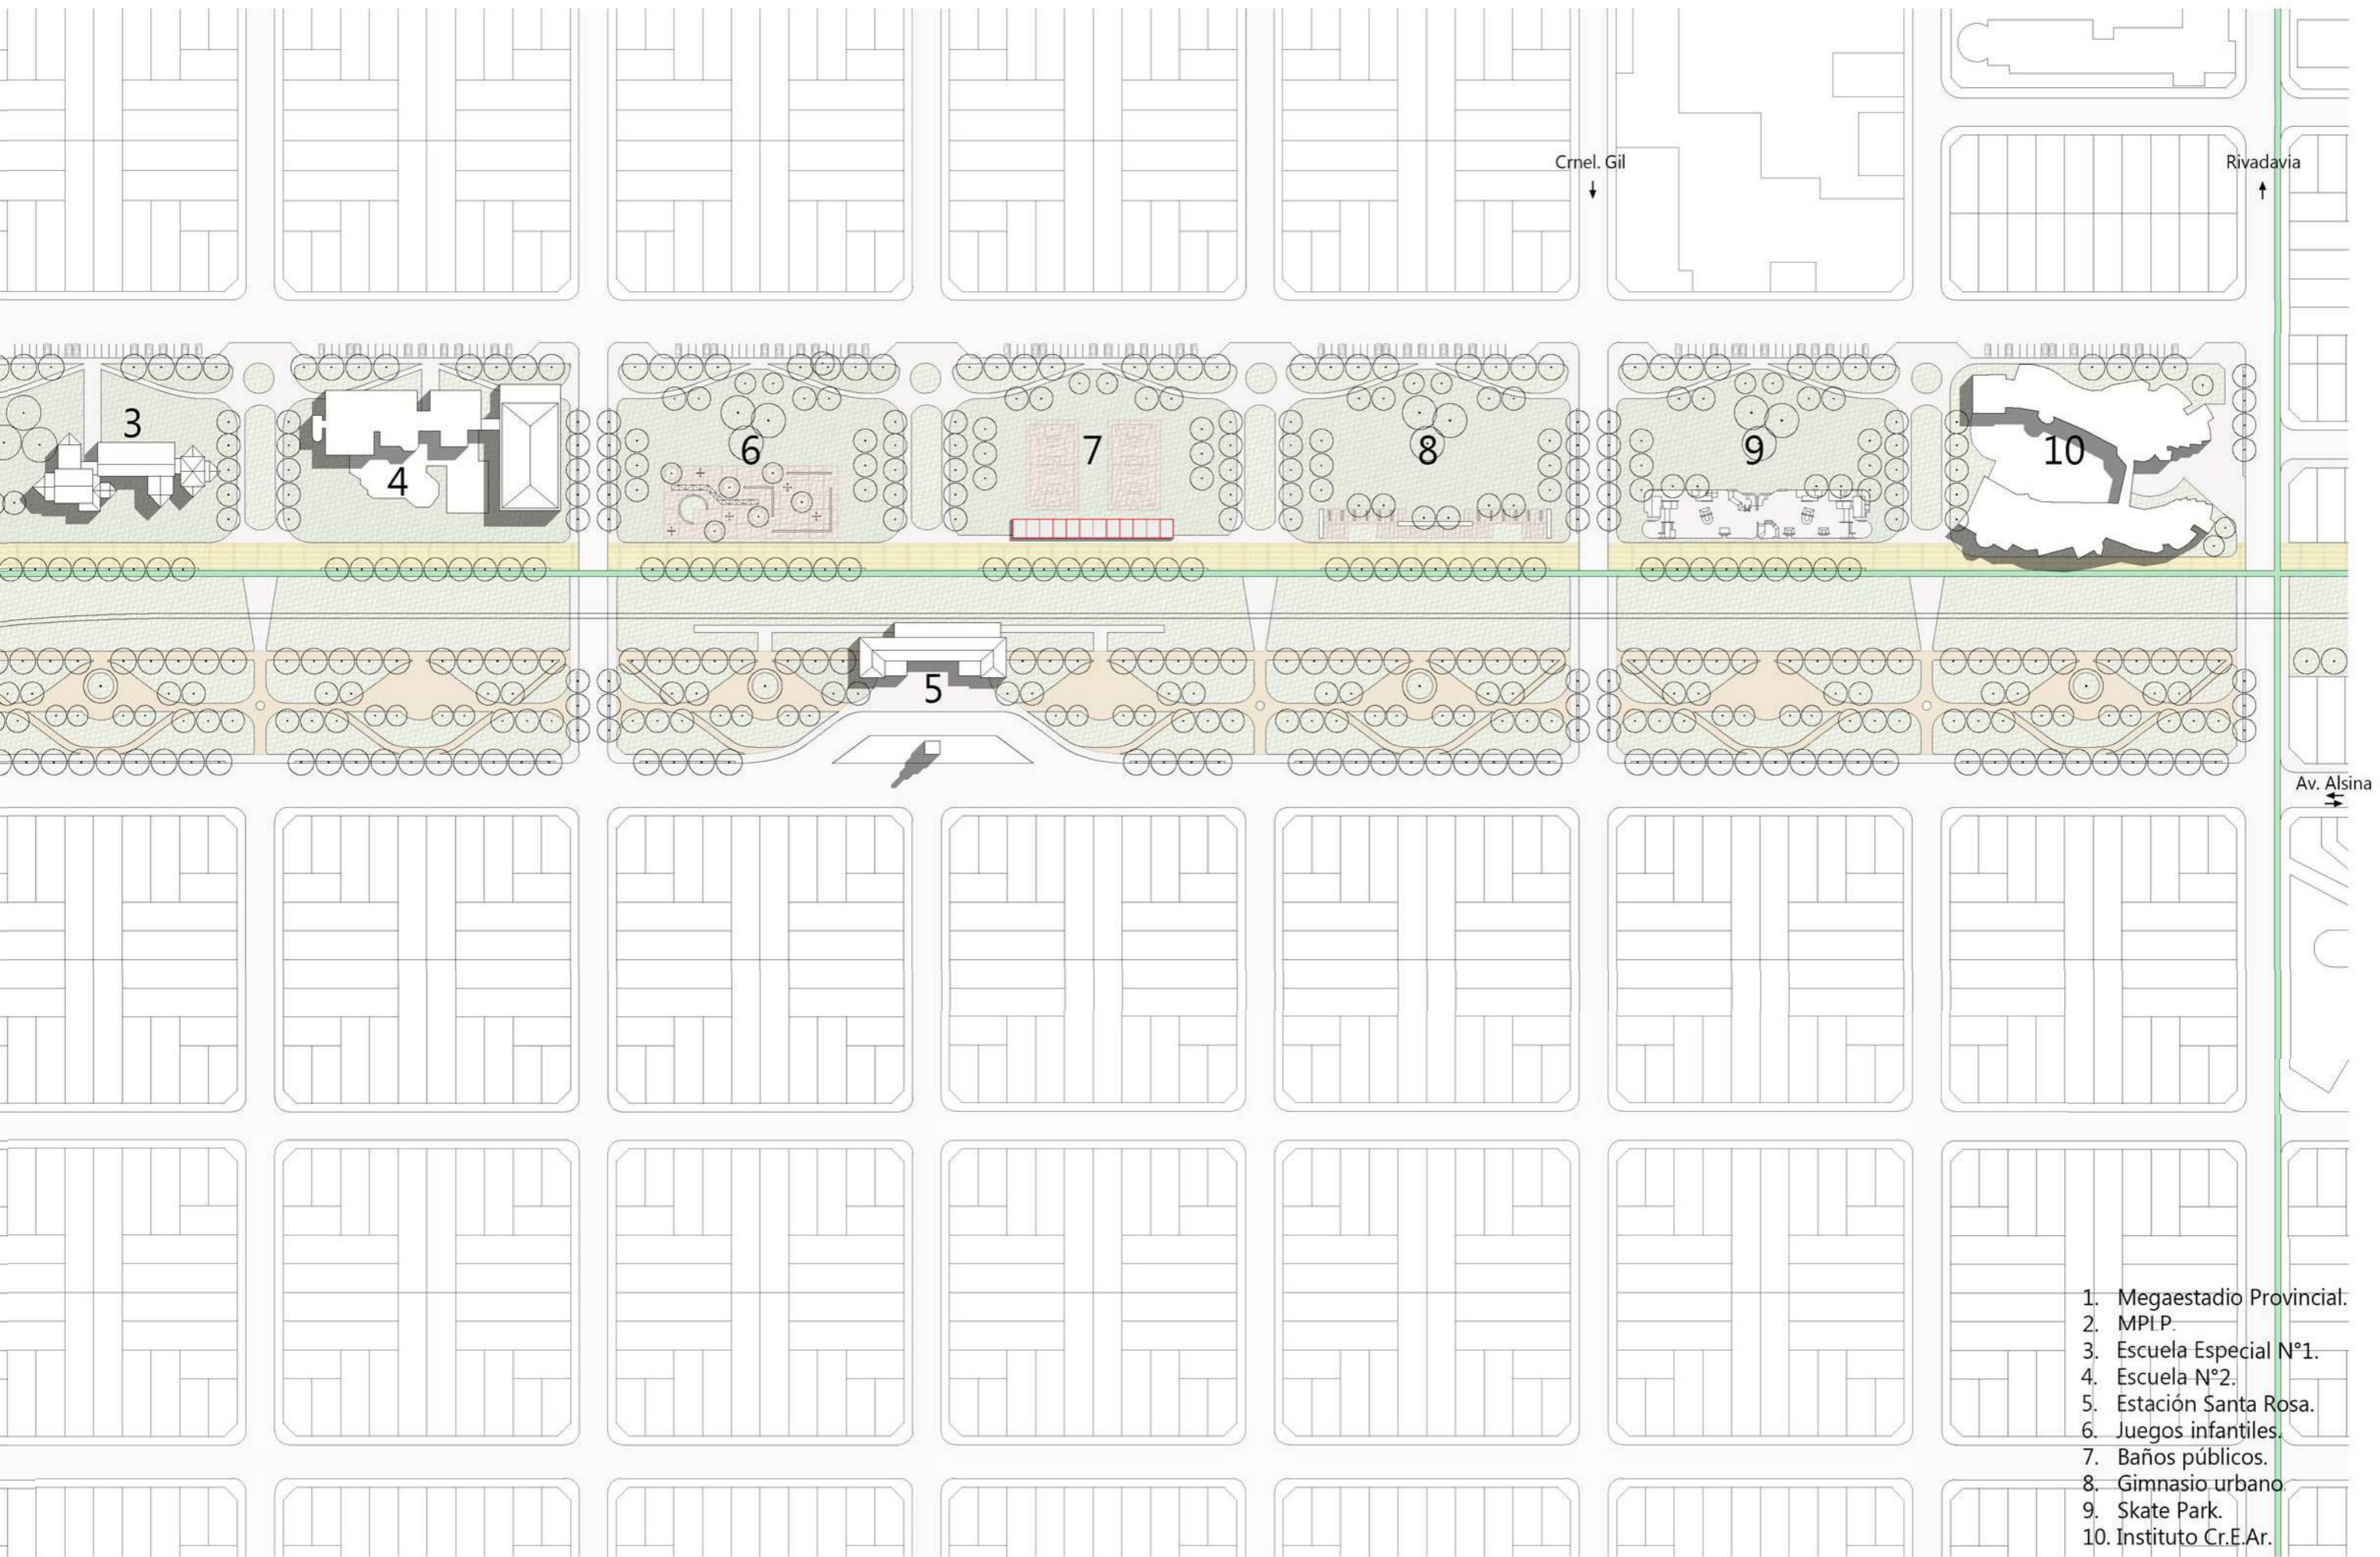 Crnel. Gil
Rivadavia
3
4
6
7
8
9
10
5
Av. Alsina
1. Megaestadio Provincial.
2. MPLP.
3. Escuela Especial N°1.
4. Escuela N°2.
5. Estación Santa Rosa.
6. Juegos infantiles.
7. Baños públicos.
8. Gimnasio urbano
9. Skate Park.
10. Instituto Cr.E.Ar.